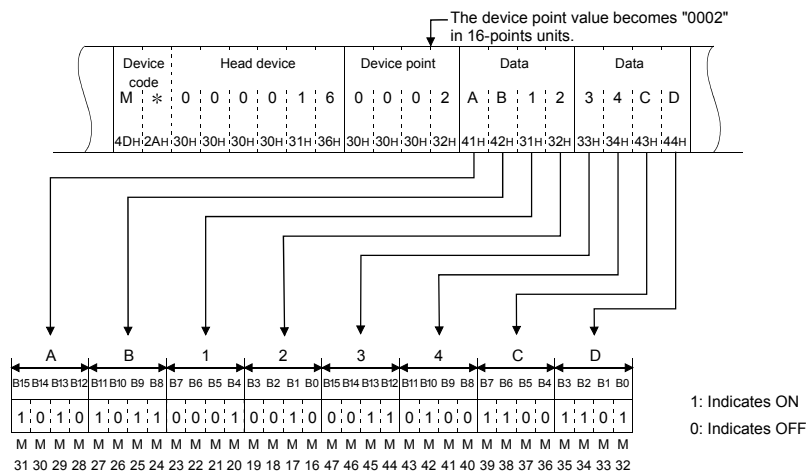 The device point value becomes "0002"
in 16-points units.
Device code Head device Device point Data Data
M * 0 0 0 0 1 6 0 0 0 2 A B 1 2 3 4 C D
4DH 2AH 30H 30H 30H 30H 31H 36H 30H 30H 30H 32H 41H 42H 31H 32H 33H 34H 43H 44H
A B 1 2 3 4 C D
B15 B14 B13 B12 B11 B10 B9 B8 B7 B6 B5 B4 B3 B2 B1 B0 B15 B14 B13 B12 B11 B10 B9 B8 B7 B6 B5 B4 B3 B2 B1 B0
1 0 1 0 1 0 1 1 0 0 0 1 0 0 1 0 0 0 1 1 0 1 0 0 1 1 0 0 1 1 0 1
M M M M M M M M M M M M M M M M M M M M M M M M M M M M M M M M
31 30 29 28 27 26 25 24 23 22 21 20 19 18 17 16 47 46 45 44 43 42 41 40 39 38 37 36 35 34 33 32
1: Indicates ON
0: Indicates OFF